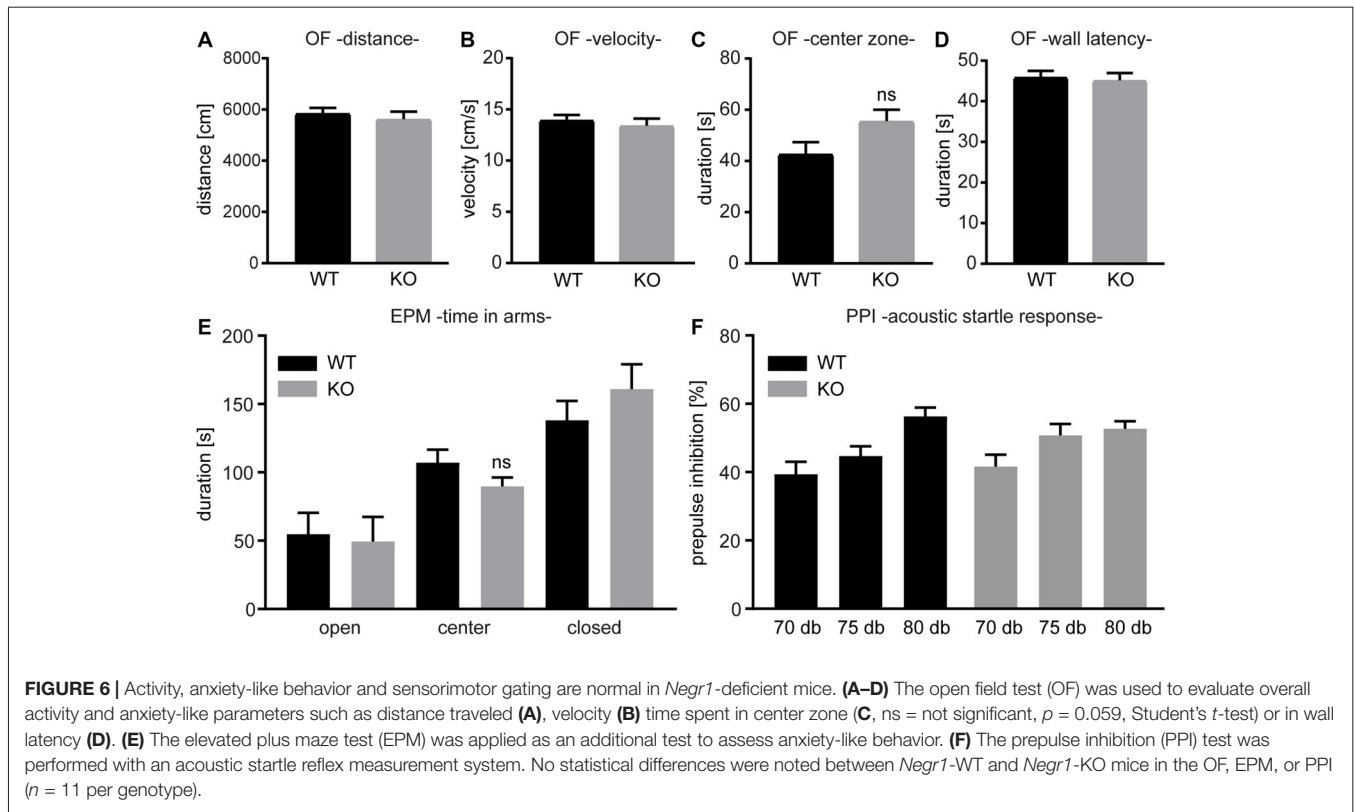 A OF -distance-
distance [cm]
8000
6000
4000
2000
0
WT KO
B OF -velocity-
velocity [cm/s]
20
15
10
5
0
WT KO
C OF -center zone-
duration [s]
80
60
40
20
0
ns
WT KO
D OF -wall latency-
duration [s]
50
40
30
20
10
0
WT KO
E EPM -time in arms-
duration [s]
200
150
100
50
0
WT
KO
ns
open center closed
F PPI -acoustic startle response-
prepulse inhibition [%]
80
60
40
20
0
WT
KO
70 db 75 db 80 db 70 db 75 db 80 db
FIGURE 6 | Activity, anxiety-like behavior and sensorimotor gating are normal in Negr1-deficient mice. (A–D) The open field test (OF) was used to evaluate overall
activity and anxiety-like parameters such as distance traveled (A), velocity (B) time spent in center zone (C, ns = not significant, p = 0.059, Student's t-test) or in wall
latency (D). (E) The elevated plus maze test (EPM) was applied as an additional test to assess anxiety-like behavior. (F) The prepulse inhibition (PPI) test was
performed with an acoustic startle reflex measurement system. No statistical differences were noted between Negr1-WT and Negr1-KO mice in the OF, EPM, or PPI
(n = 11 per genotype).